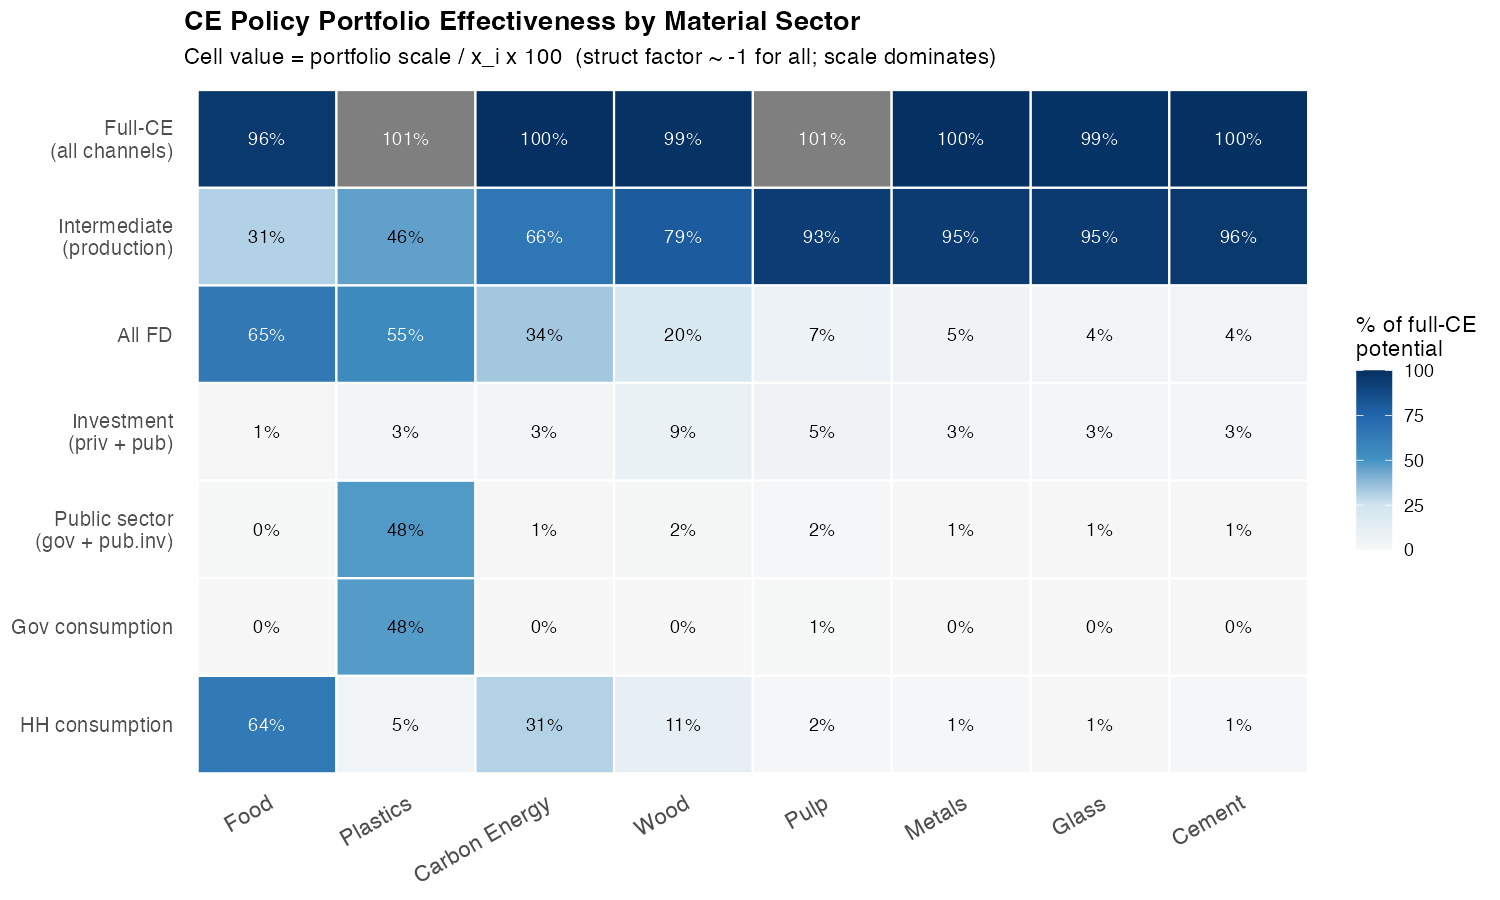 CE Policy Portfolio Effectiveness by Material Sector
Cell value = portfolio scale / x_i x 100  (struct factor ~ -1 for all; scale dominates)
Full-CE
(all channels)
96% 101% 100% 99% 101% 100% 99% 100%
Intermediate
(production)
31% 46% 66% 79% 93% 95% 95% 96%
All FD
65% 55% 34% 20% 7% 5% 4% 4%
Investment
(priv + pub)
1% 3% 3% 9% 5% 3% 3% 3%
Public sector
(gov + pub.inv)
0% 48% 1% 2% 2% 1% 1% 1%
Gov consumption
0% 48% 0% 0% 1% 0% 0% 0%
HH consumption
64% 5% 31% 11% 2% 1% 1% 1%
Food
Plastics
Carbon Energy
Wood
Pulp
Metals
Glass
Cement
% of full-CE
potential
100
75
50
25
0